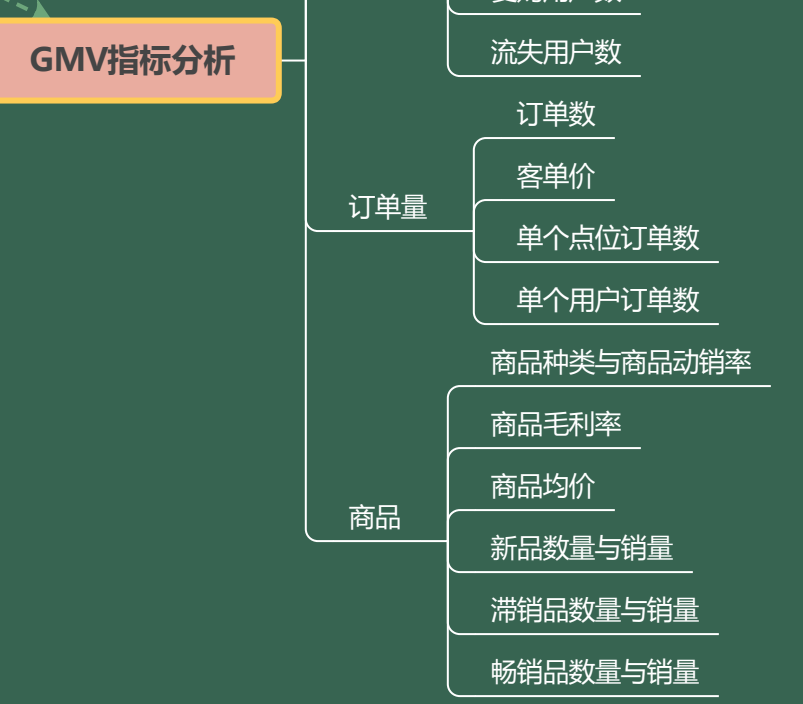 GMV指标分析
流失用户数
订单量
订单数
客单价
单个点位订单数
单个用户订单数
商品
商品种类与商品动销率
商品毛利率
商品均价
新品数量与销量
滞销品数量与销量
畅销品数量与销量